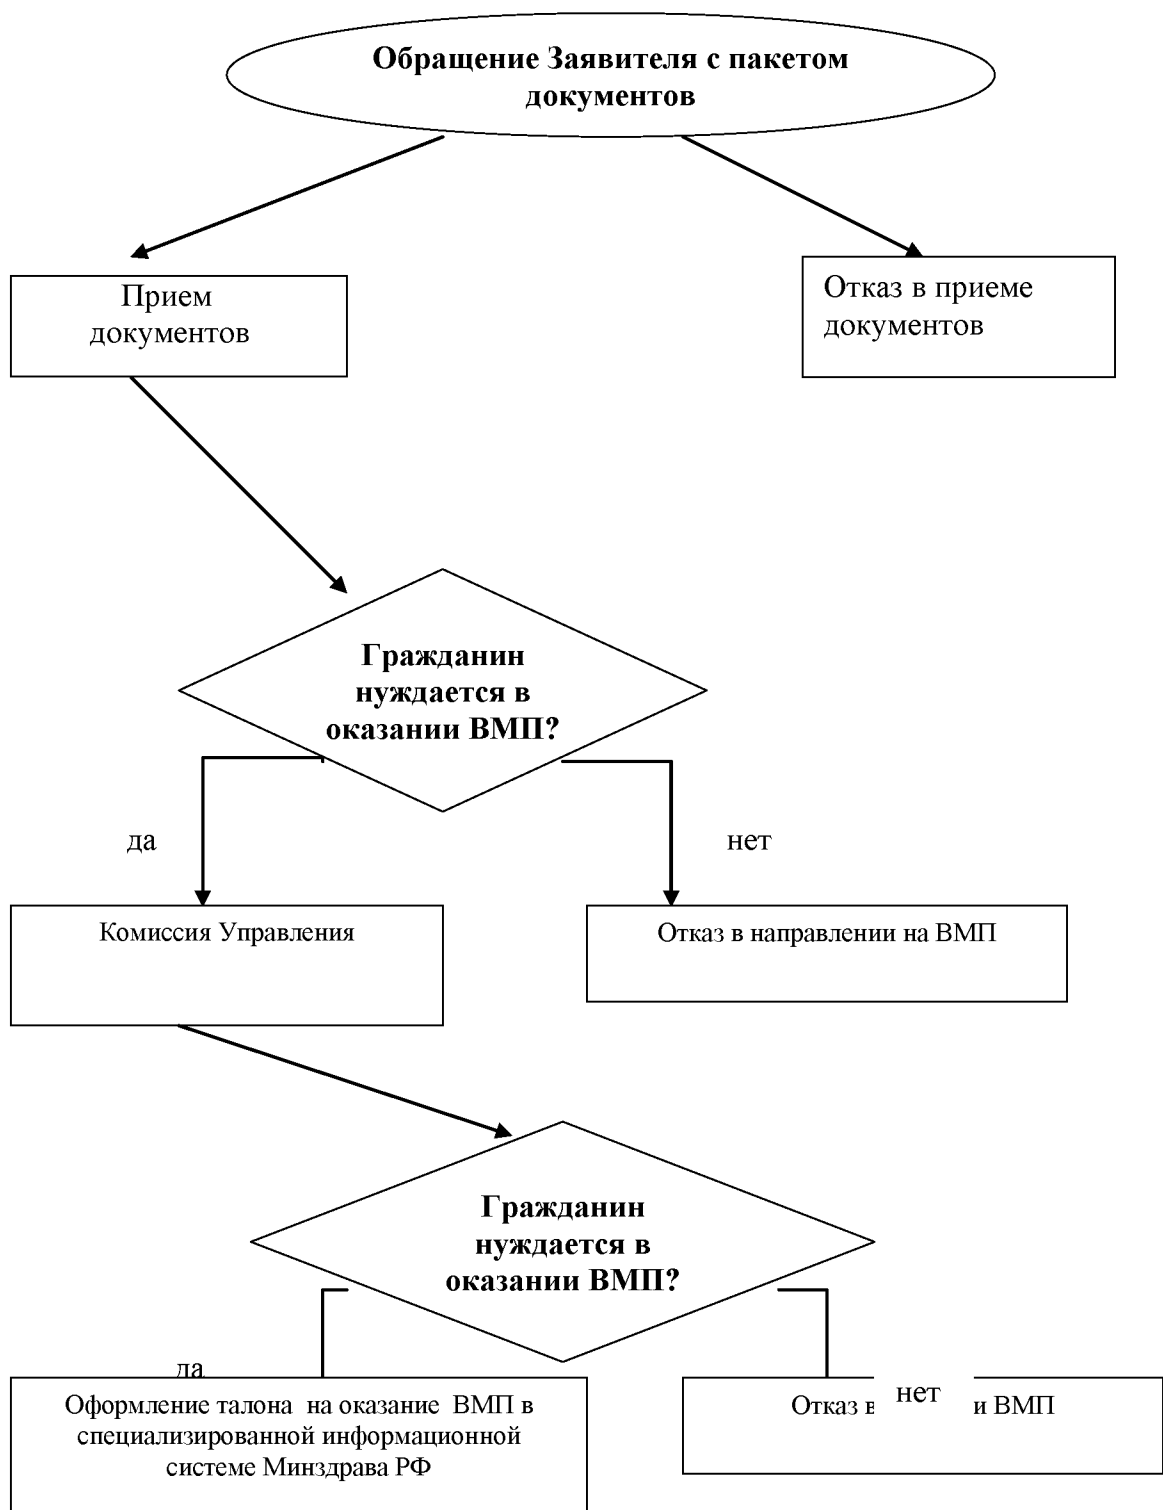 Обращение Заявителя с пакетом
документов
Прием
документов
Отказ в приеме
документов
Гражданин
нуждается в
оказании ВМП?
да
нет
Комиссия Управления
Отказ в направлении на ВМП
Гражданин
нуждается в
оказании ВМП?
да
Оформление талона на оказание ВМП в
специализированной информационной
системе Минздрава РФ
нет
Отказ в и ВМП